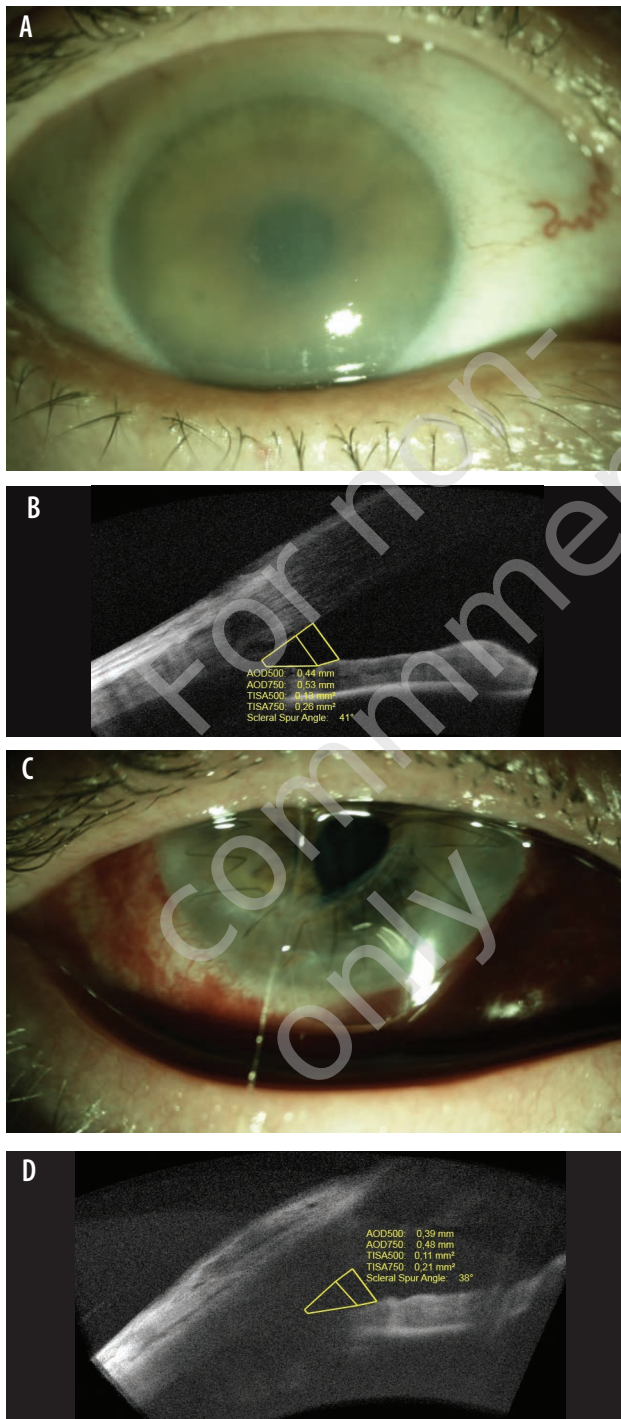 A
B
AOD500: 0,44 mm
AOD750: 0,53 mm
TISA500: 0,13 mm²
TISA750: 0,26 mm²
Scleral Spur Angle: 41°
C
D
AOD500: 0,39 mm
AOD750: 0,48 mm
TISA500: 0,11 mm²
TISA750: 0,21 mm²
Scleral Spur Angle: 38°
For non-
commer
only